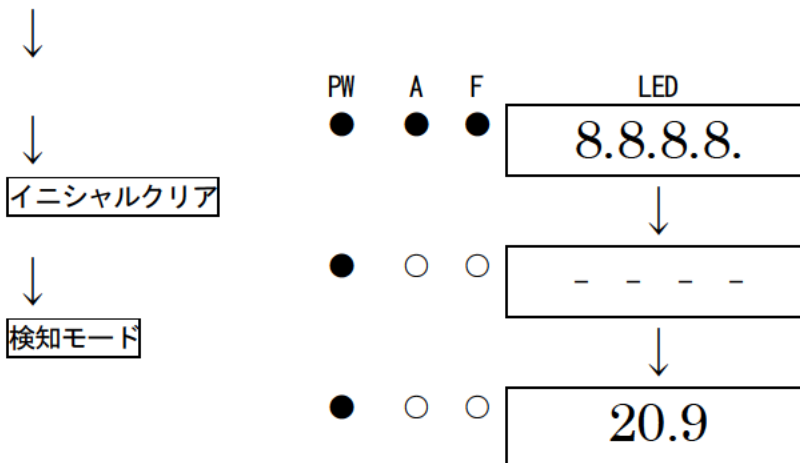 PW A F LED
● ● ● 8.8.8.8.
イニシャルクリア
● ○ ○ - - - -
検知モード
● ○ ○ 20.9